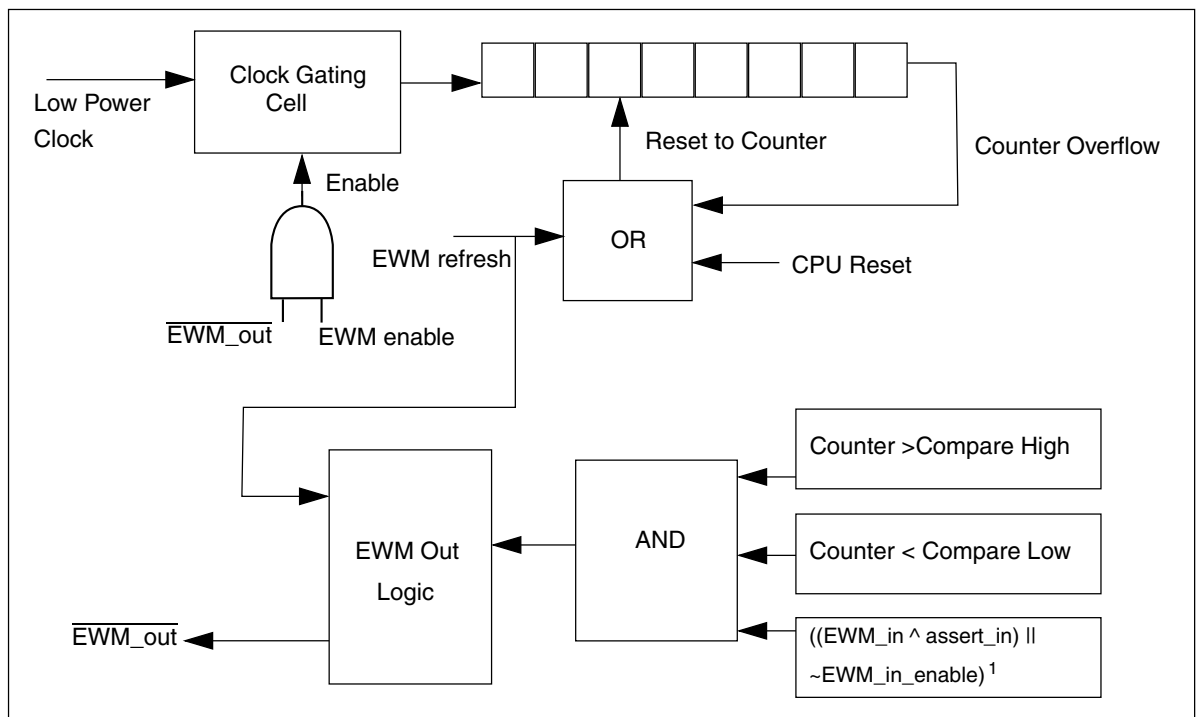 Low Power
Clock
Clock Gating
Cell
Enable
Reset to Counter
Counter Overflow
OR
EWM refresh
CPU Reset
EWM_out
EWM enable
Counter >Compare High
AND
Counter < Compare Low
EWM Out
Logic
EWM_out
((EWM_in ^ assert_in) ||
~EWM_in_enable) 1